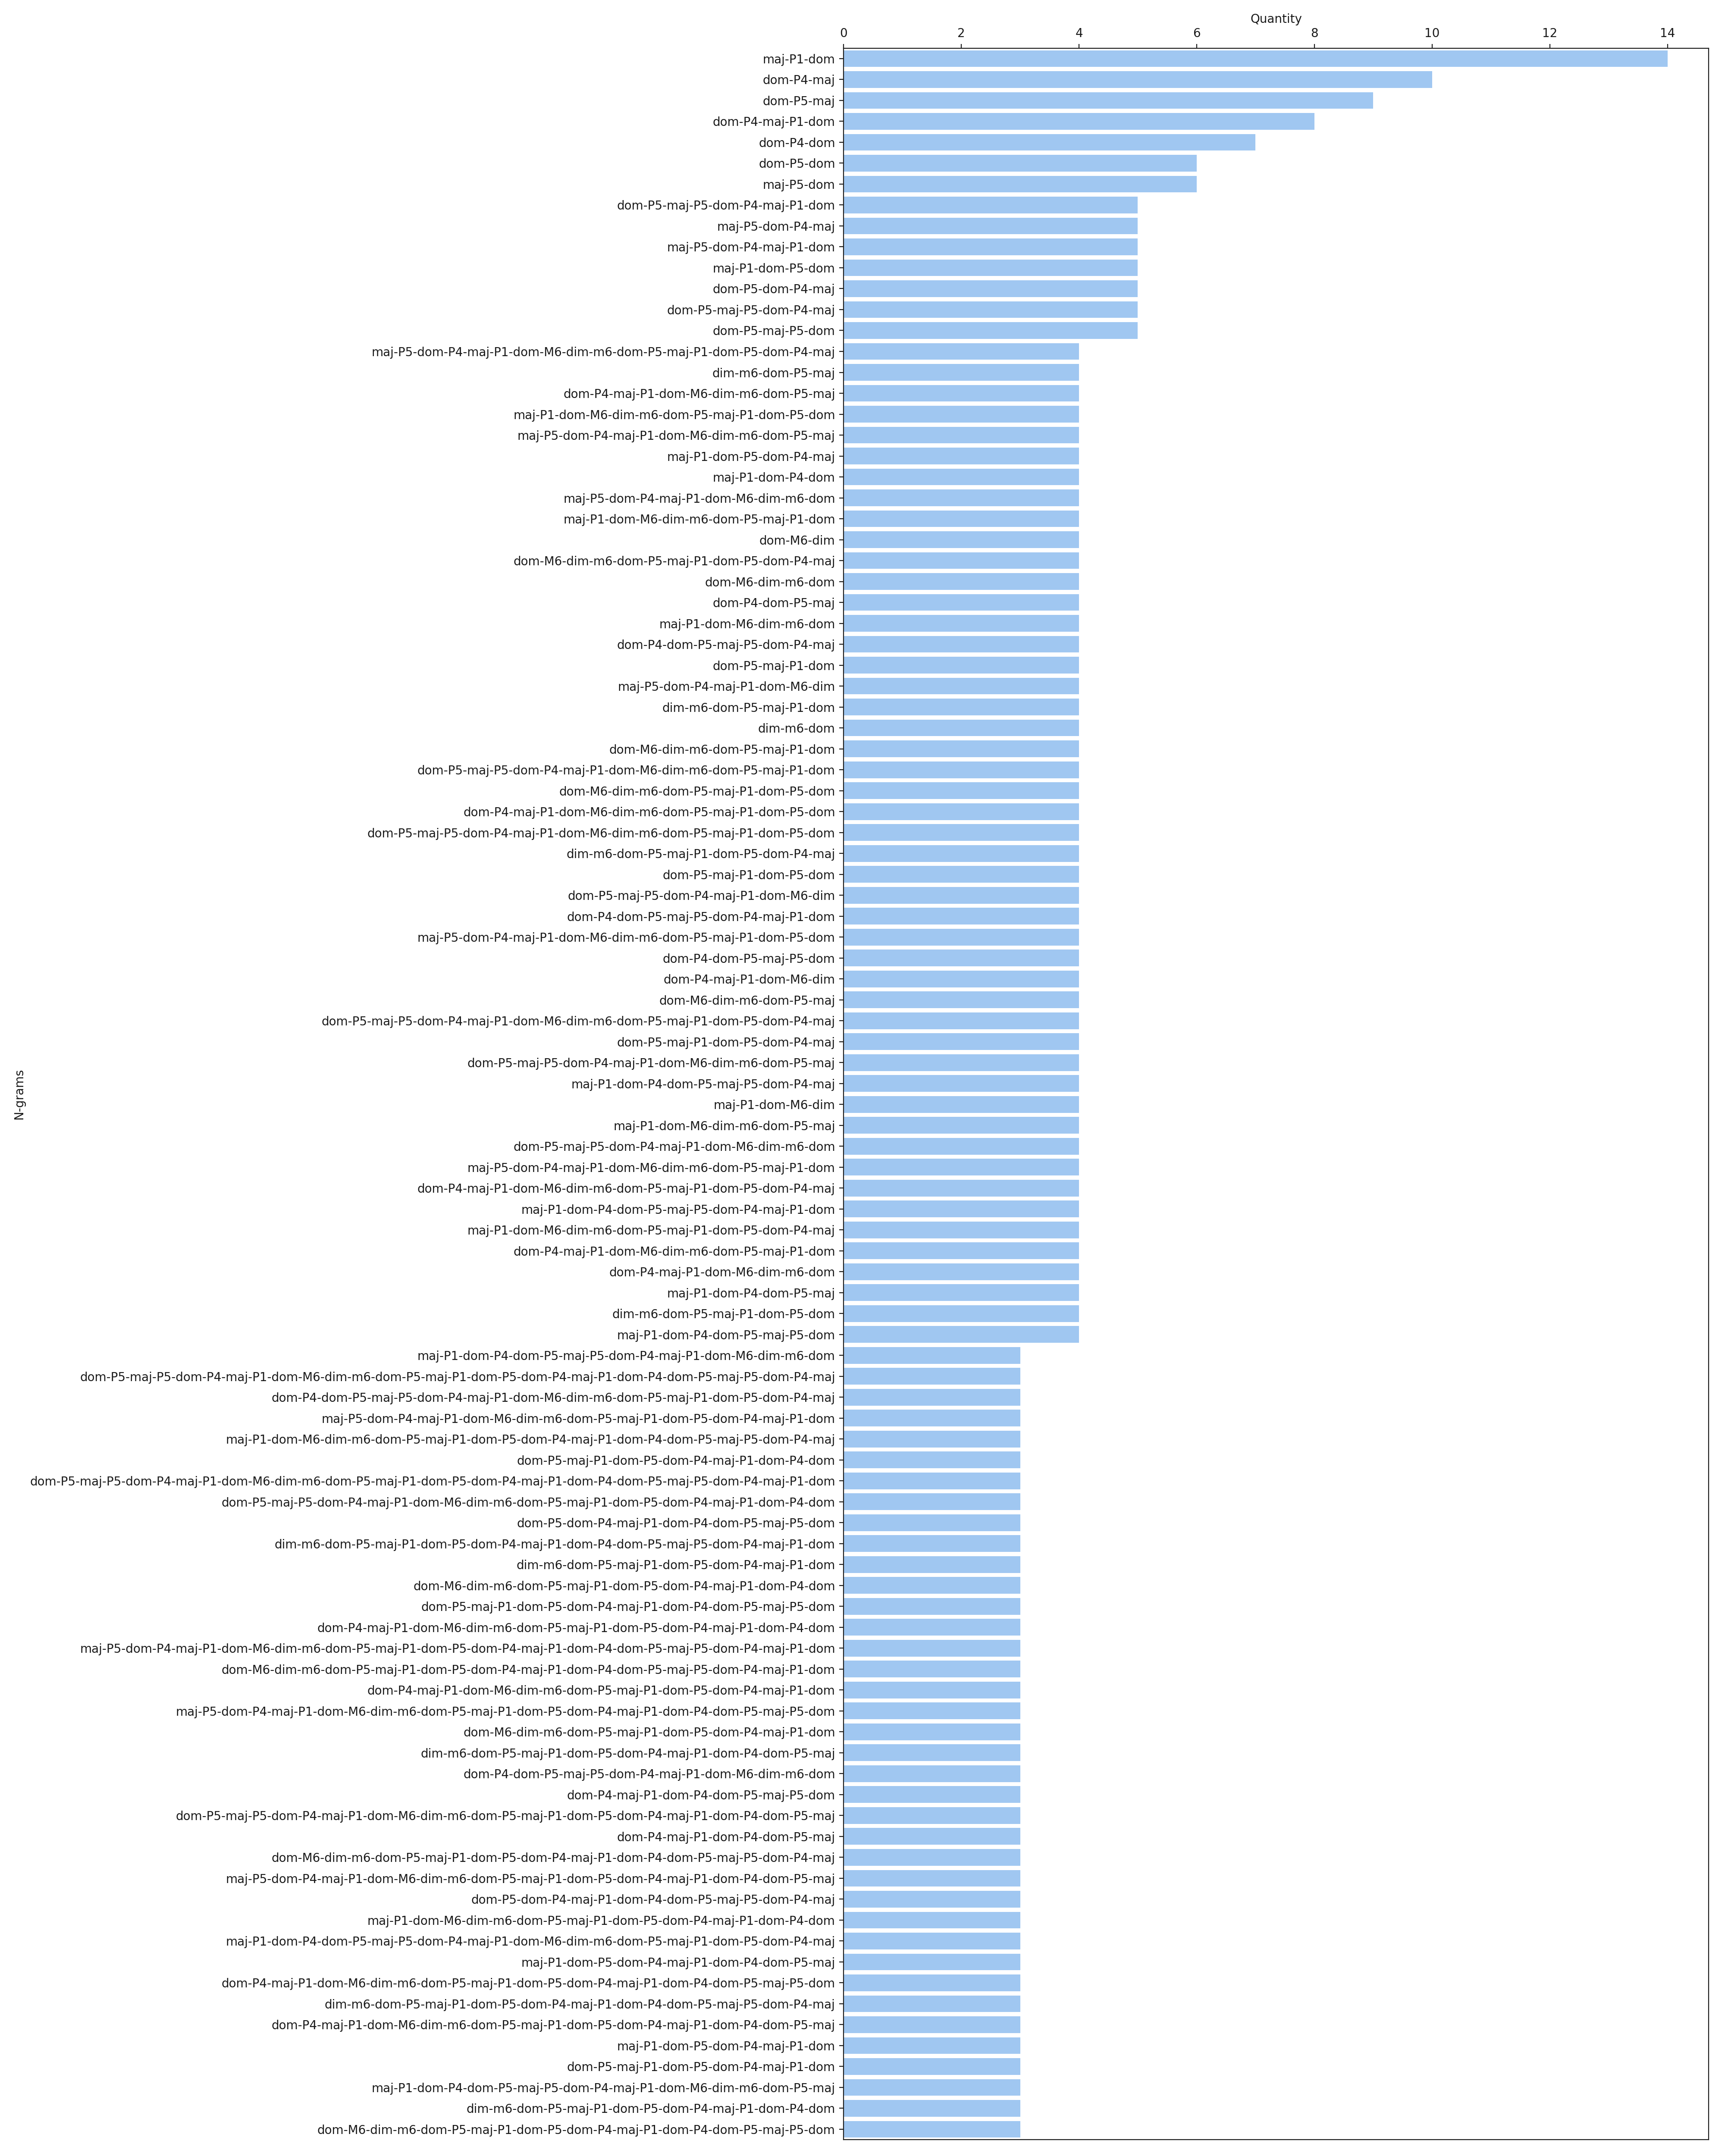 Quantity
0 2 4 6 8 10 12 14
maj-P1-dom
dom-P4-maj
dom-P5-maj
dom-P4-maj-P1-dom
dom-P4-dom
dom-P5-dom
maj-P5-dom
dom-P5-maj-P5-dom-P4-maj-P1-dom
maj-P5-dom-P4-maj
maj-P5-dom-P4-maj-P1-dom
maj-P1-dom-P5-dom
dom-P5-dom-P4-maj
dom-P5-maj-P5-dom-P4-maj
dom-P5-maj-P5-dom
maj-P5-dom-P4-maj-P1-dom-M6-dim-m6-dom-P5-maj-P1-dom-P5-dom-P4-maj
dim-m6-dom-P5-maj
dom-P4-maj-P1-dom-M6-dim-m6-dom-P5-maj
maj-P1-dom-M6-dim-m6-dom-P5-maj-P1-dom-P5-dom
maj-P5-dom-P4-maj-P1-dom-M6-dim-m6-dom-P5-maj
maj-P1-dom-P5-dom-P4-maj
maj-P1-dom-P4-dom
maj-P5-dom-P4-maj-P1-dom-M6-dim-m6-dom
maj-P1-dom-M6-dim-m6-dom-P5-maj-P1-dom
dom-M6-dim
dom-M6-dim-m6-dom-P5-maj-P1-dom-P5-dom-P4-maj
dom-M6-dim-m6-dom
dom-P4-dom-P5-maj
maj-P1-dom-M6-dim-m6-dom
dom-P4-dom-P5-maj-P5-dom-P4-maj
dom-P5-maj-P1-dom
maj-P5-dom-P4-maj-P1-dom-M6-dim
dim-m6-dom-P5-maj-P1-dom
dim-m6-dom
dom-M6-dim-m6-dom-P5-maj-P1-dom
dom-P5-maj-P5-dom-P4-maj-P1-dom-M6-dim-m6-dom-P5-maj-P1-dom
dom-M6-dim-m6-dom-P5-maj-P1-dom-P5-dom
dom-P4-maj-P1-dom-M6-dim-m6-dom-P5-maj-P1-dom-P5-dom
dom-P5-maj-P5-dom-P4-maj-P1-dom-M6-dim-m6-dom-P5-maj-P1-dom-P5-dom
dim-m6-dom-P5-maj-P1-dom-P5-dom-P4-maj
dom-P5-maj-P1-dom-P5-dom
dom-P5-maj-P5-dom-P4-maj-P1-dom-M6-dim
dom-P4-dom-P5-maj-P5-dom-P4-maj-P1-dom
maj-P5-dom-P4-maj-P1-dom-M6-dim-m6-dom-P5-maj-P1-dom-P5-dom
dom-P4-dom-P5-maj-P5-dom
dom-P4-maj-P1-dom-M6-dim
dom-M6-dim-m6-dom-P5-maj
dom-P5-maj-P5-dom-P4-maj-P1-dom-M6-dim-m6-dom-P5-maj-P1-dom-P5-dom-P4-maj
dom-P5-maj-P1-dom-P5-dom-P4-maj
dom-P5-maj-P5-dom-P4-maj-P1-dom-M6-dim-m6-dom-P5-maj
maj-P1-dom-P4-dom-P5-maj-P5-dom-P4-maj
maj-P1-dom-M6-dim
maj-P1-dom-M6-dim-m6-dom-P5-maj
dom-P5-maj-P5-dom-P4-maj-P1-dom-M6-dim-m6-dom
maj-P5-dom-P4-maj-P1-dom-M6-dim-m6-dom-P5-maj-P1-dom
dom-P4-maj-P1-dom-M6-dim-m6-dom-P5-maj-P1-dom-P5-dom-P4-maj
maj-P1-dom-P4-dom-P5-maj-P5-dom-P4-maj-P1-dom
maj-P1-dom-M6-dim-m6-dom-P5-maj-P1-dom-P5-dom-P4-maj
dom-P4-maj-P1-dom-M6-dim-m6-dom-P5-maj-P1-dom
dom-P4-maj-P1-dom-M6-dim-m6-dom
maj-P1-dom-P4-dom-P5-maj
dim-m6-dom-P5-maj-P1-dom-P5-dom
maj-P1-dom-P4-dom-P5-maj-P5-dom
maj-P1-dom-P4-dom-P5-maj-P5-dom-P4-maj-P1-dom-M6-dim-m6-dom
dom-P5-maj-P5-dom-P4-maj-P1-dom-M6-dim-m6-dom-P5-maj-P1-dom-P5-dom-P4-maj-P1-dom-P4-dom-P5-maj-P5-dom-P4-maj
dom-P4-dom-P5-maj-P5-dom-P4-maj-P1-dom-M6-dim-m6-dom-P5-maj-P1-dom-P5-dom-P4-maj
maj-P5-dom-P4-maj-P1-dom-M6-dim-m6-dom-P5-maj-P1-dom-P5-dom-P4-maj-P1-dom
maj-P1-dom-M6-dim-m6-dom-P5-maj-P1-dom-P5-dom-P4-maj-P1-dom-P4-dom-P5-maj-P5-dom-P4-maj
dom-P5-maj-P1-dom-P5-dom-P4-maj-P1-dom-P4-dom
dom-P5-maj-P5-dom-P4-maj-P1-dom-M6-dim-m6-dom-P5-maj-P1-dom-P5-dom-P4-maj-P1-dom-P4-dom-P5-maj-P5-dom-P4-maj-P1-dom
dom-P5-maj-P5-dom-P4-maj-P1-dom-M6-dim-m6-dom-P5-maj-P1-dom-P5-dom-P4-maj-P1-dom-P4-dom
dom-P5-dom-P4-maj-P1-dom-P4-dom-P5-maj-P5-dom
dim-m6-dom-P5-maj-P1-dom-P5-dom-P4-maj-P1-dom-P4-dom-P5-maj-P5-dom-P4-maj-P1-dom
dim-m6-dom-P5-maj-P1-dom-P5-dom-P4-maj-P1-dom
dom-M6-dim-m6-dom-P5-maj-P1-dom-P5-dom-P4-maj-P1-dom-P4-dom
dom-P5-maj-P1-dom-P5-dom-P4-maj-P1-dom-P4-dom-P5-maj-P5-dom
dom-P4-maj-P1-dom-M6-dim-m6-dom-P5-maj-P1-dom-P5-dom-P4-maj-P1-dom-P4-dom
maj-P5-dom-P4-maj-P1-dom-M6-dim-m6-dom-P5-maj-P1-dom-P5-dom-P4-maj-P1-dom-P4-dom-P5-maj-P5-dom-P4-maj-P1-dom
dom-M6-dim-m6-dom-P5-maj-P1-dom-P5-dom-P4-maj-P1-dom-P4-dom-P5-maj-P5-dom-P4-maj-P1-dom
dom-P4-maj-P1-dom-M6-dim-m6-dom-P5-maj-P1-dom-P5-dom-P4-maj-P1-dom
maj-P5-dom-P4-maj-P1-dom-M6-dim-m6-dom-P5-maj-P1-dom-P5-dom-P4-maj-P1-dom-P4-dom-P5-maj-P5-dom
dom-M6-dim-m6-dom-P5-maj-P1-dom-P5-dom-P4-maj-P1-dom
dim-m6-dom-P5-maj-P1-dom-P5-dom-P4-maj-P1-dom-P4-dom-P5-maj
dom-P4-dom-P5-maj-P5-dom-P4-maj-P1-dom-M6-dim-m6-dom
dom-P4-maj-P1-dom-P4-dom-P5-maj-P5-dom
dom-P5-maj-P5-dom-P4-maj-P1-dom-M6-dim-m6-dom-P5-maj-P1-dom-P5-dom-P4-maj-P1-dom-P4-dom-P5-maj
dom-P4-maj-P1-dom-P4-dom-P5-maj
dom-M6-dim-m6-dom-P5-maj-P1-dom-P5-dom-P4-maj-P1-dom-P4-dom-P5-maj-P5-dom-P4-maj
maj-P5-dom-P4-maj-P1-dom-M6-dim-m6-dom-P5-maj-P1-dom-P5-dom-P4-maj-P1-dom-P4-dom-P5-maj
dom-P5-dom-P4-maj-P1-dom-P4-dom-P5-maj-P5-dom-P4-maj
maj-P1-dom-M6-dim-m6-dom-P5-maj-P1-dom-P5-dom-P4-maj-P1-dom-P4-dom
maj-P1-dom-P4-dom-P5-maj-P5-dom-P4-maj-P1-dom-M6-dim-m6-dom-P5-maj-P1-dom-P5-dom-P4-maj
maj-P1-dom-P5-dom-P4-maj-P1-dom-P4-dom-P5-maj
dom-P4-maj-P1-dom-M6-dim-m6-dom-P5-maj-P1-dom-P5-dom-P4-maj-P1-dom-P4-dom-P5-maj-P5-dom
dim-m6-dom-P5-maj-P1-dom-P5-dom-P4-maj-P1-dom-P4-dom-P5-maj-P5-dom-P4-maj
dom-P4-maj-P1-dom-M6-dim-m6-dom-P5-maj-P1-dom-P5-dom-P4-maj-P1-dom-P4-dom-P5-maj
maj-P1-dom-P5-dom-P4-maj-P1-dom
dom-P5-maj-P1-dom-P5-dom-P4-maj-P1-dom
maj-P1-dom-P4-dom-P5-maj-P5-dom-P4-maj-P1-dom-M6-dim-m6-dom-P5-maj
dim-m6-dom-P5-maj-P1-dom-P5-dom-P4-maj-P1-dom-P4-dom
dom-M6-dim-m6-dom-P5-maj-P1-dom-P5-dom-P4-maj-P1-dom-P4-dom-P5-maj-P5-dom
N-grams